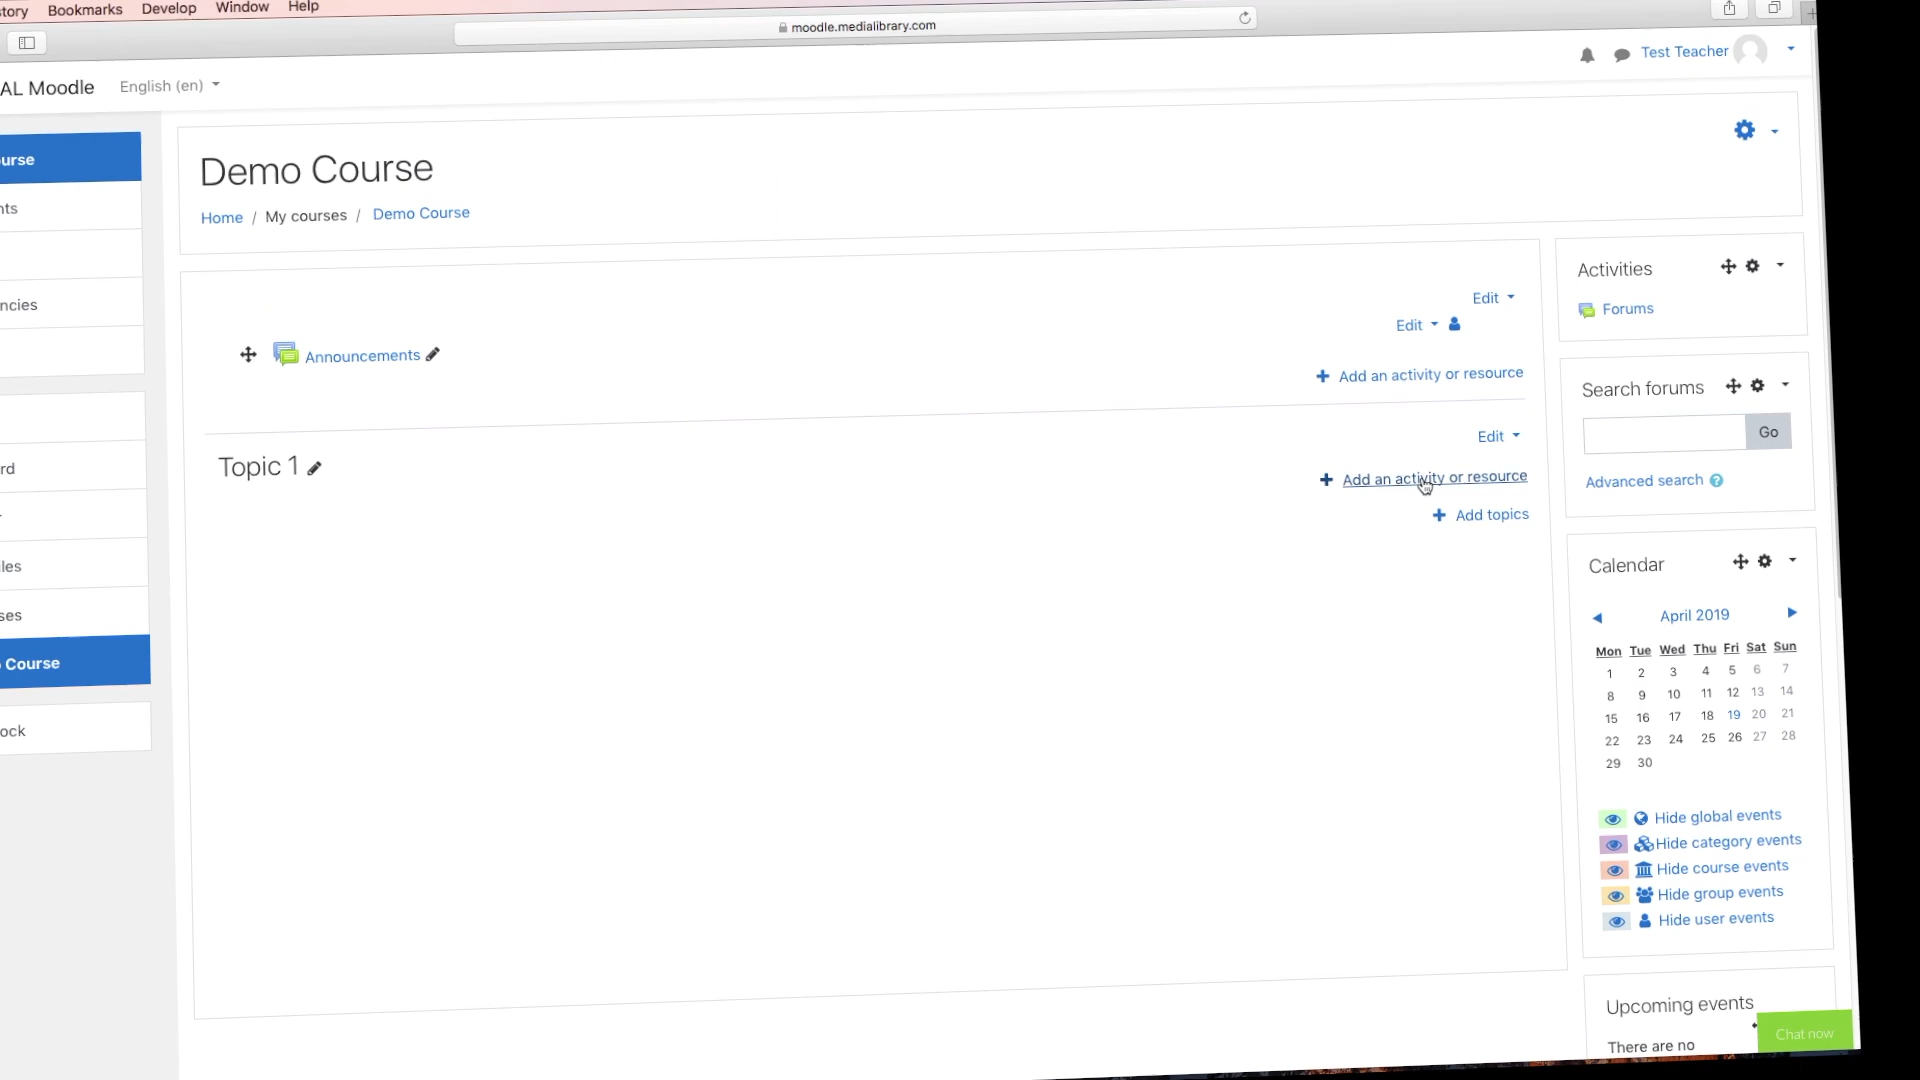 story Bookmarks Develop Window Help
moodle.medialibrary.com
AL Moodle English (en) Test Teacher
ourse
nts
ncies
rd
les
ses
o Course
ock
Demo Course
Home / My courses / Demo Course
Edit
Edit
Announcements
+ Add an activity or resource
Topic 1
Edit
+ Add an activity or resource
+ Add topics
Activities
Forums
Search forums
Go
Advanced search ?
Calendar
◄ April 2019 ►
Mon Tue Wed Thu Fri Sat Sun
1 2 3 4 5 6 7
8 9 10 11 12 13 14
15 16 17 18 19 20 21
22 23 24 25 26 27 28
29 30
Hide global events
Hide category events
Hide course events
Hide group events
Hide user events
Upcoming events
There are no
Chat now